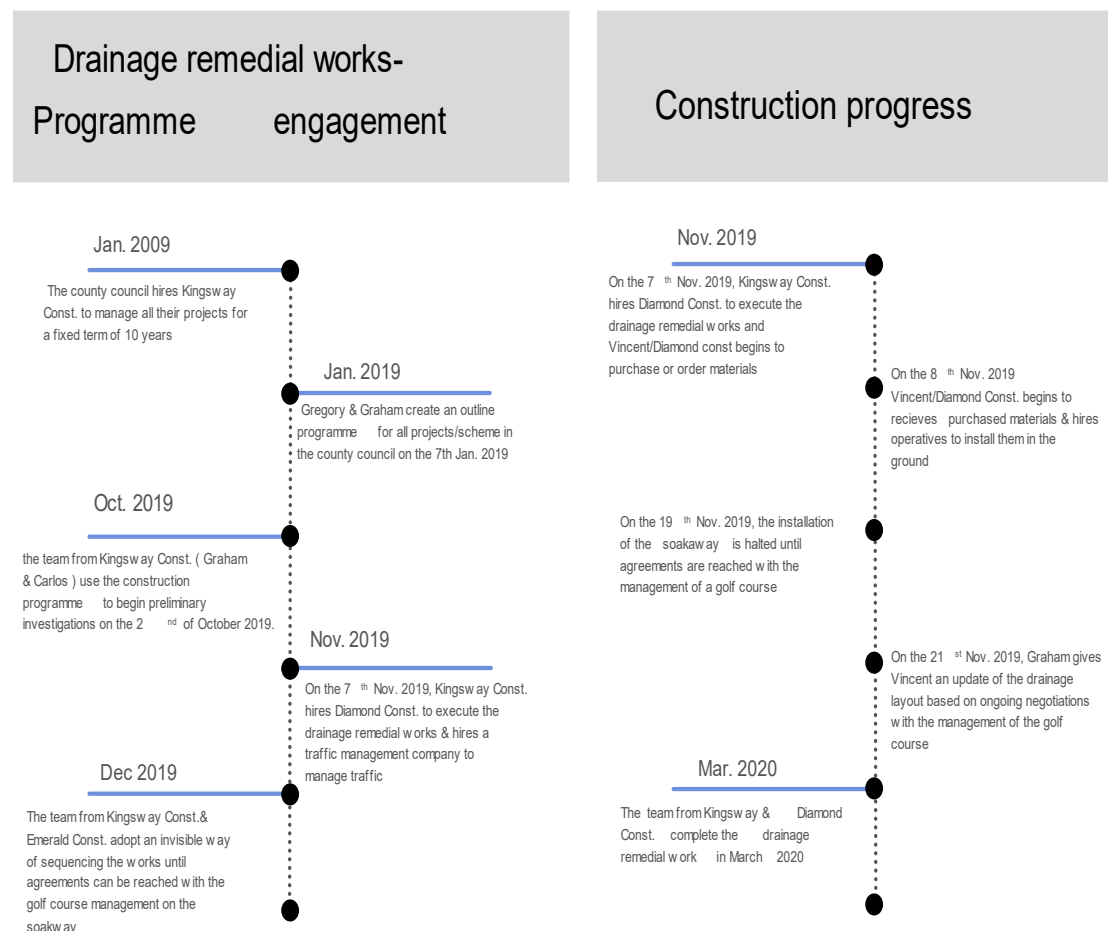 Drainage remedial works-
Programme engagement
Jan. 2009
The county council hires Kingsway
Const. to manage all their projects for
a fixed term of 10 years
Jan. 2019
Gregory & Graham create an outline
programme for all projects/scheme in
the county council on the 7th Jan. 2019
Oct. 2019
the team from Kingsway Const. ( Graham
& Carlos ) use the construction
programme to begin preliminary
investigations on the 2 nd of October 2019.
Nov. 2019
On the 7 th Nov. 2019, Kingsway Const.
hires Diamond Const. to execute the
drainage remedial works & hires a
traffic management company to
manage traffic
Dec 2019
The team from Kingsway Const.&
Emerald Const. adopt an invisible way
of sequencing the works until
agreements can be reached with the
golf course management on the
soakway
Construction progress
Nov. 2019
On the 7 th Nov. 2019, Kingsway Const.
hires Diamond Const. to execute the
drainage remedial works and
Vincent/Diamond const begins to
purchase or order materials
On the 8 th Nov. 2019
Vincent/Diamond Const. begins to
recieves purchased materials & hires
operatives to install them in the
ground
On the 19 th Nov. 2019, the installation
of the soakaway is halted until
agreements are reached with the
management of a golf course
On the 21 st Nov. 2019, Graham gives
Vincent an update of the drainage
layout based on ongoing negotiations
with the management of the golf
course
Mar. 2020
The team from Kingsway & Diamond
Const. complete the drainage
remedial work in March 2020